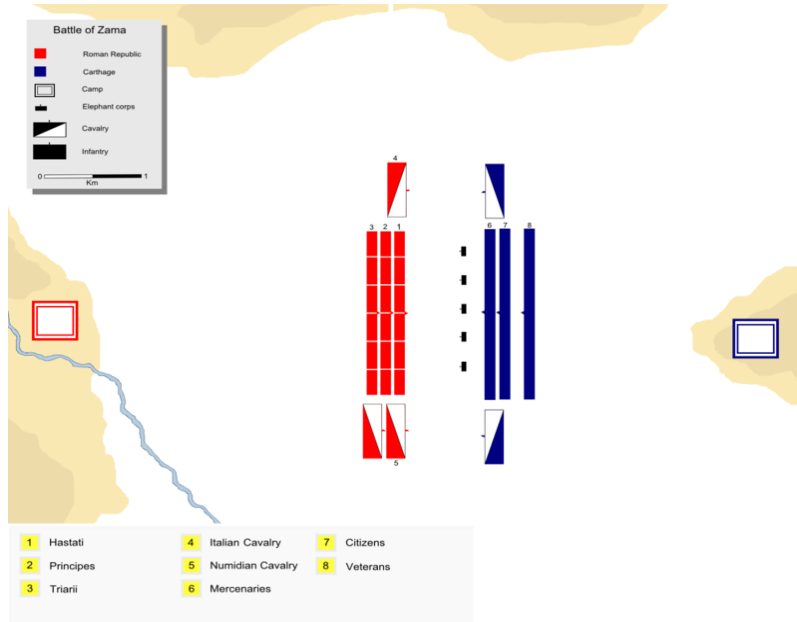 Battle of Zama
Roman Republic
Carthage
Camp
Elephant corps
Cavalry
Infantry
0 1
Km
4
3 2 1
6 7 8
5
1 Hastati 4 Italian Cavalry 7 Citizens
2 Principes 5 Numidian Cavalry 8 Veterans
3 Triarii 6 Mercenaries